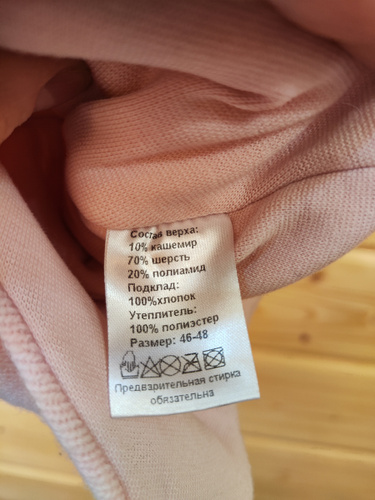 Состав верха:
10% кашемир
70% шерсть
20% полиамид
Подклад:
100%хлопок
Утеплитель:
100% полиэстер
Размер: 46-48
Предварительная стирка
обязательна